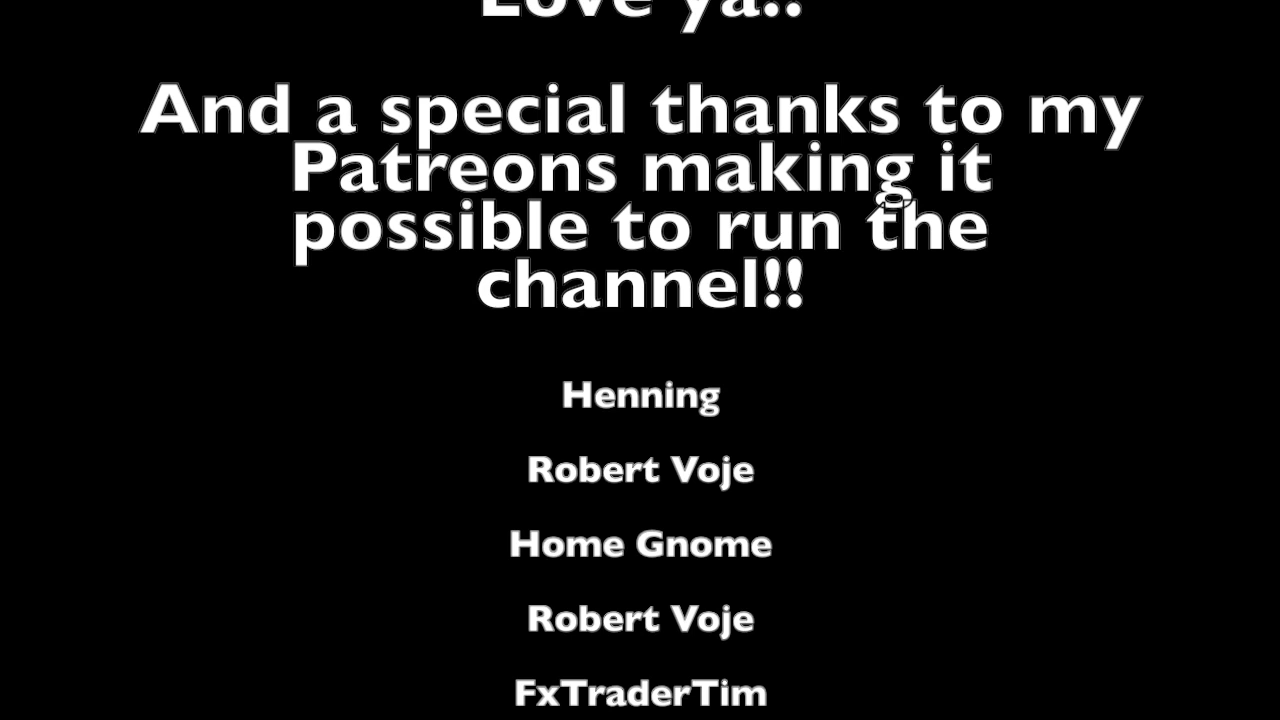 Love ya..
And a special thanks to my
Patreons making it
possible to run the
channel!!
Henning
Robert Voje
Home Gnome
Robert Voje
FxTraderTim